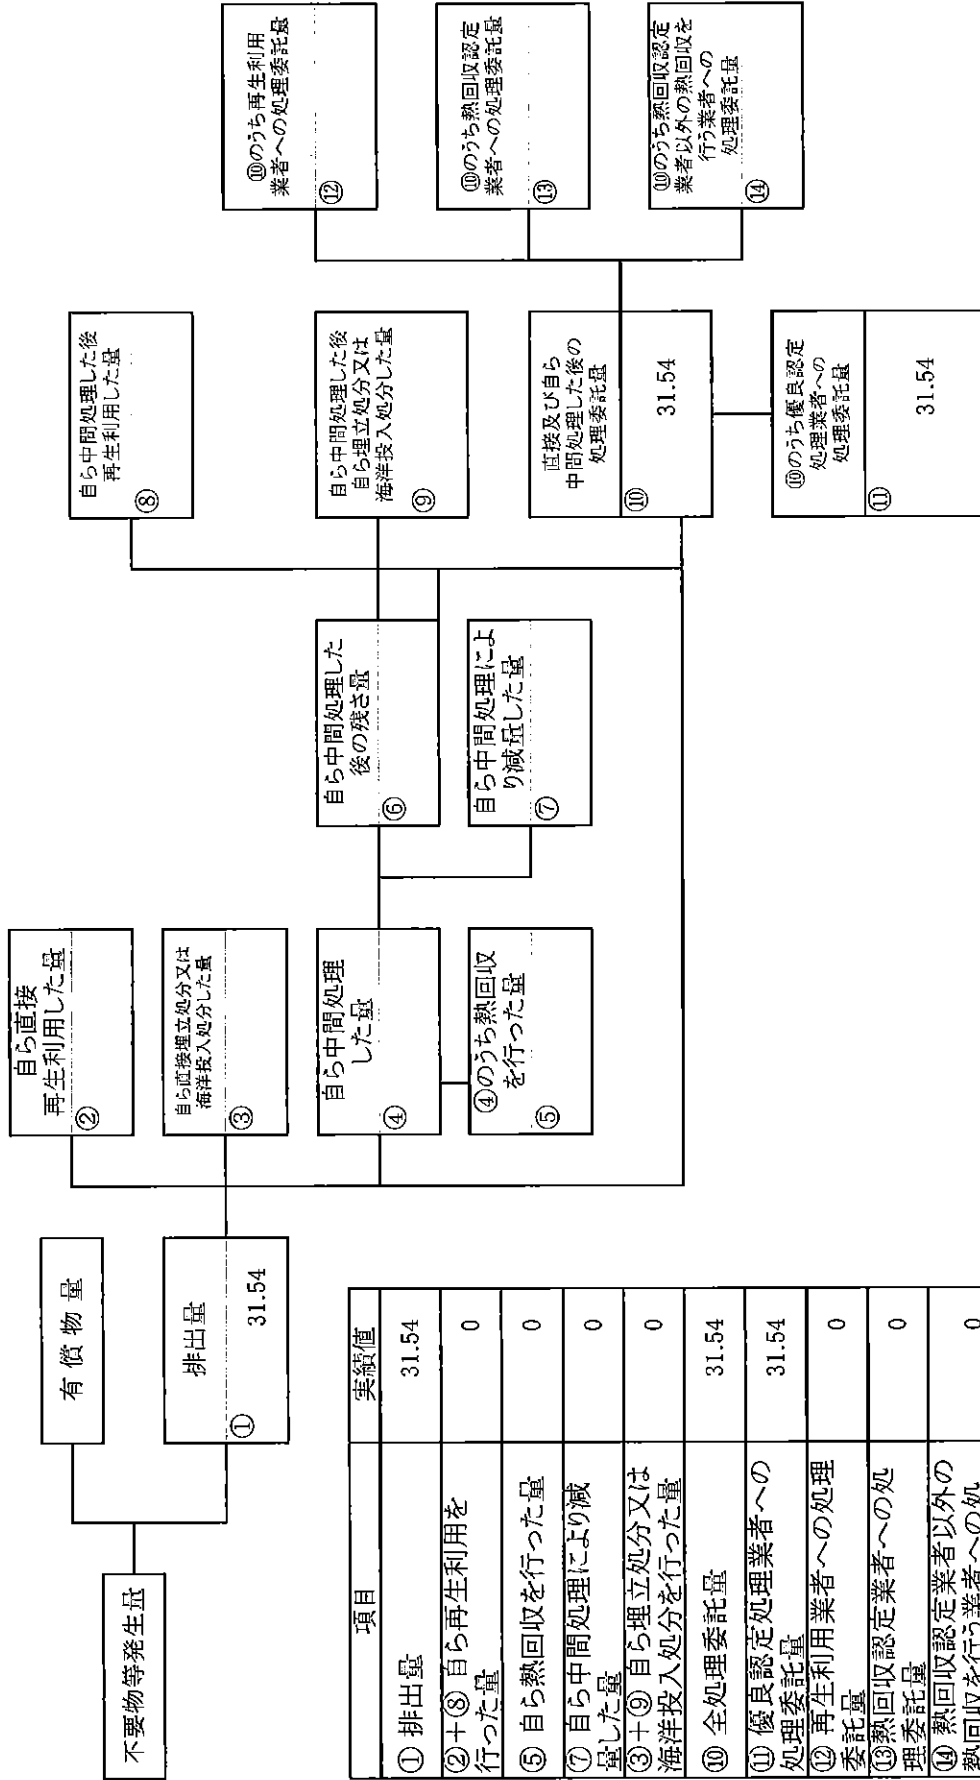 不要物等発生量
有償物量
排出量
①
31.54
自ら直接
再生利用した量
②
自ら直接埋立処分又は
海洋投入処分した量
③
自ら中間処理
した量
④
④のうち熱回収
を行った量
⑤
自ら中間処理した
後の残さ量
⑥
自ら中間処理によ
り減量した量
⑦
自ら中間処理した後
再生利用した量
⑧
自ら中間処理した後
自ら埋立処分又は
海洋投入処分した量
⑨
直接及び自ら
中間処理した後の
処理委託量
⑩
31.54
⑩のうち優良認定
処理業者への
処理委託量
⑪
31.54
⑩のうち再生利用
業者への処理委託量
⑫
⑩のうち熱回収認定
業者への処理委託量
⑬
⑩のうち熱回収認定
業者以外の熱回収を
行う業者への
処理委託量
⑭
項目 実績値
①排出量 31.54
②+⑧自ら再生利用を
行った量 0
⑤自ら熱回収を行った量 0
⑦自ら中間処理により減
量した量 0
③+⑨自ら埋立処分又は
海洋投入処分を行った量 0
⑩全処理委託量 31.54
⑪優良認定処理業者への
処理委託量 31.54
⑫再生利用業者への処理
委託量 0
⑬熱回収認定業者への処
理委託量 0
⑭熱回収認定業者以外の
熱回収を行う業者への処 0